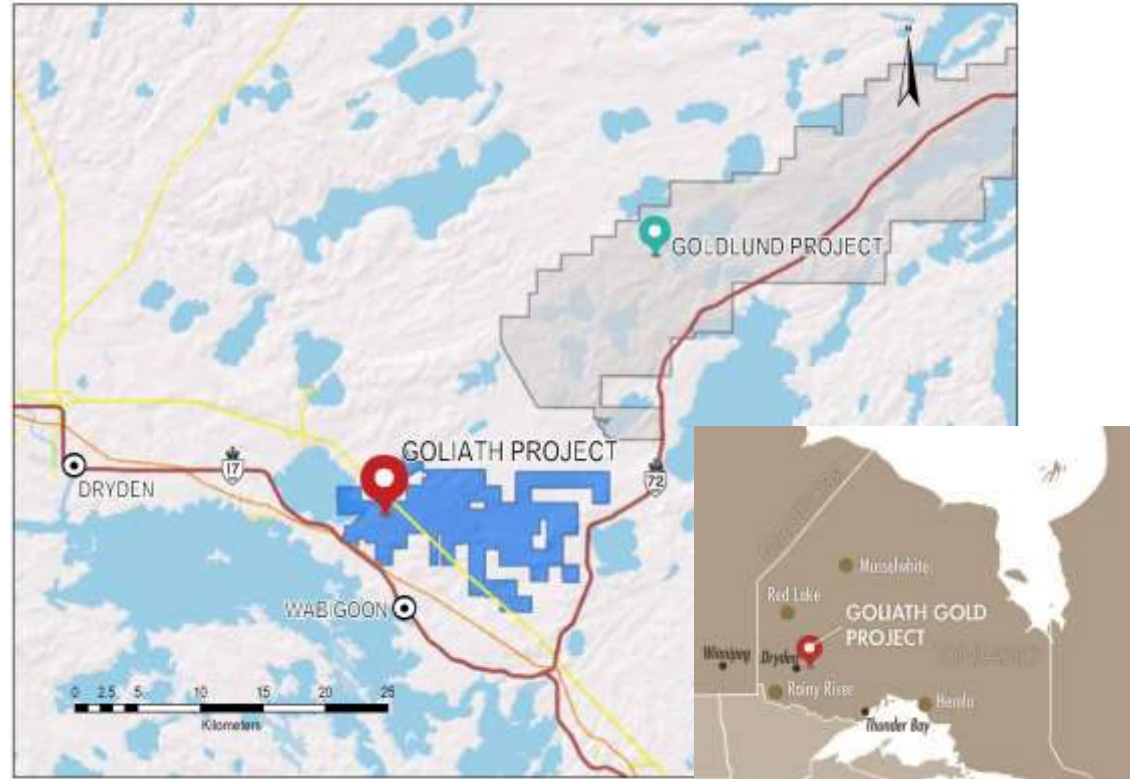 N
GOLDLUND PROJECT
GOLIATH PROJECT
17
72
DRYDEN
WABIGOON
0 2.5 5 10 15 20 25
Kilometers
Musselwhite
Red Lake
GOLIATH GOLD
PROJECT
ONTARIO
Winnipeg
Dryden
Rainy River
Hemlo
Thunder Bay